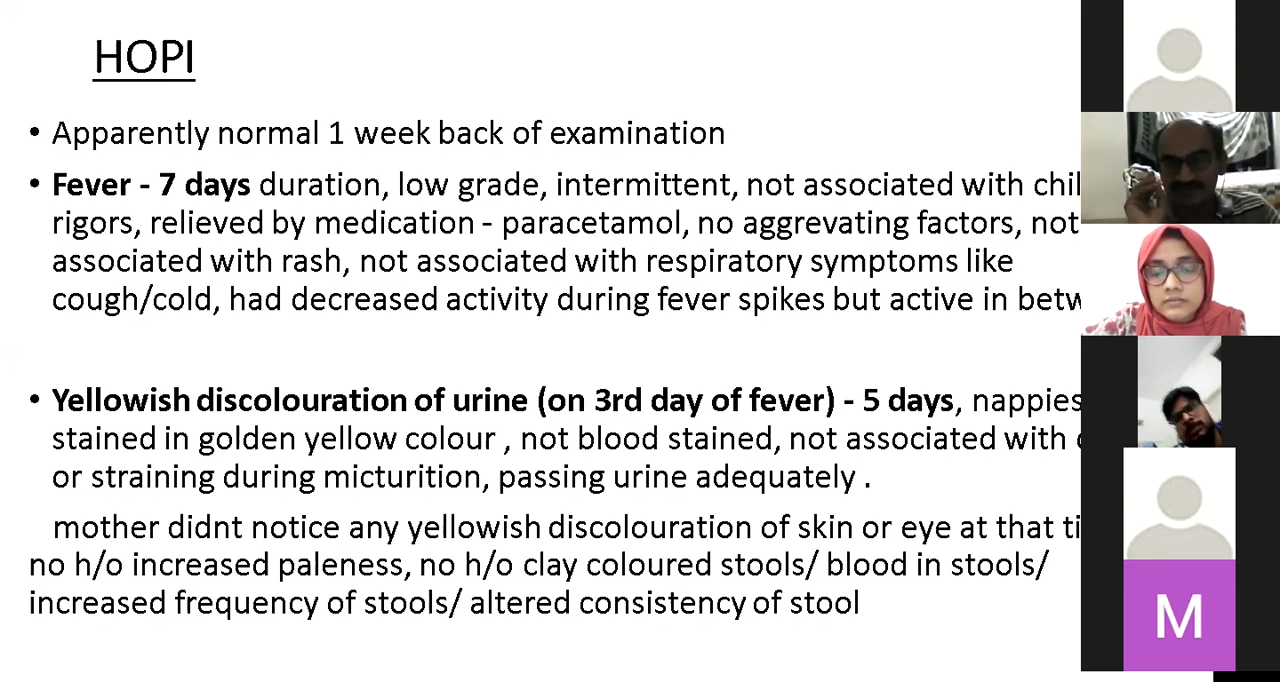 HOPI
• Apparently normal 1 week back of examination
• Fever - 7 days duration, low grade, intermittent, not associated with
rigors, relieved by medication - paracetamol, no aggrevating factors, not
associated with rash, not associated with respiratory symptoms like
cough/cold, had decreased activity during fever spikes but active in
• Yellowish discolouration of urine (on 3rd day of fever) - 5 days, nappies
stained in golden yellow colour , not blood stained, not associated with
or straining during micturition, passing urine adequately .
mother didnt notice any yellowish discolouration of skin or eye at that
no h/o increased paleness, no h/o clay coloured stools/ blood in stools/
increased frequency of stools/ altered consistency of stool
M